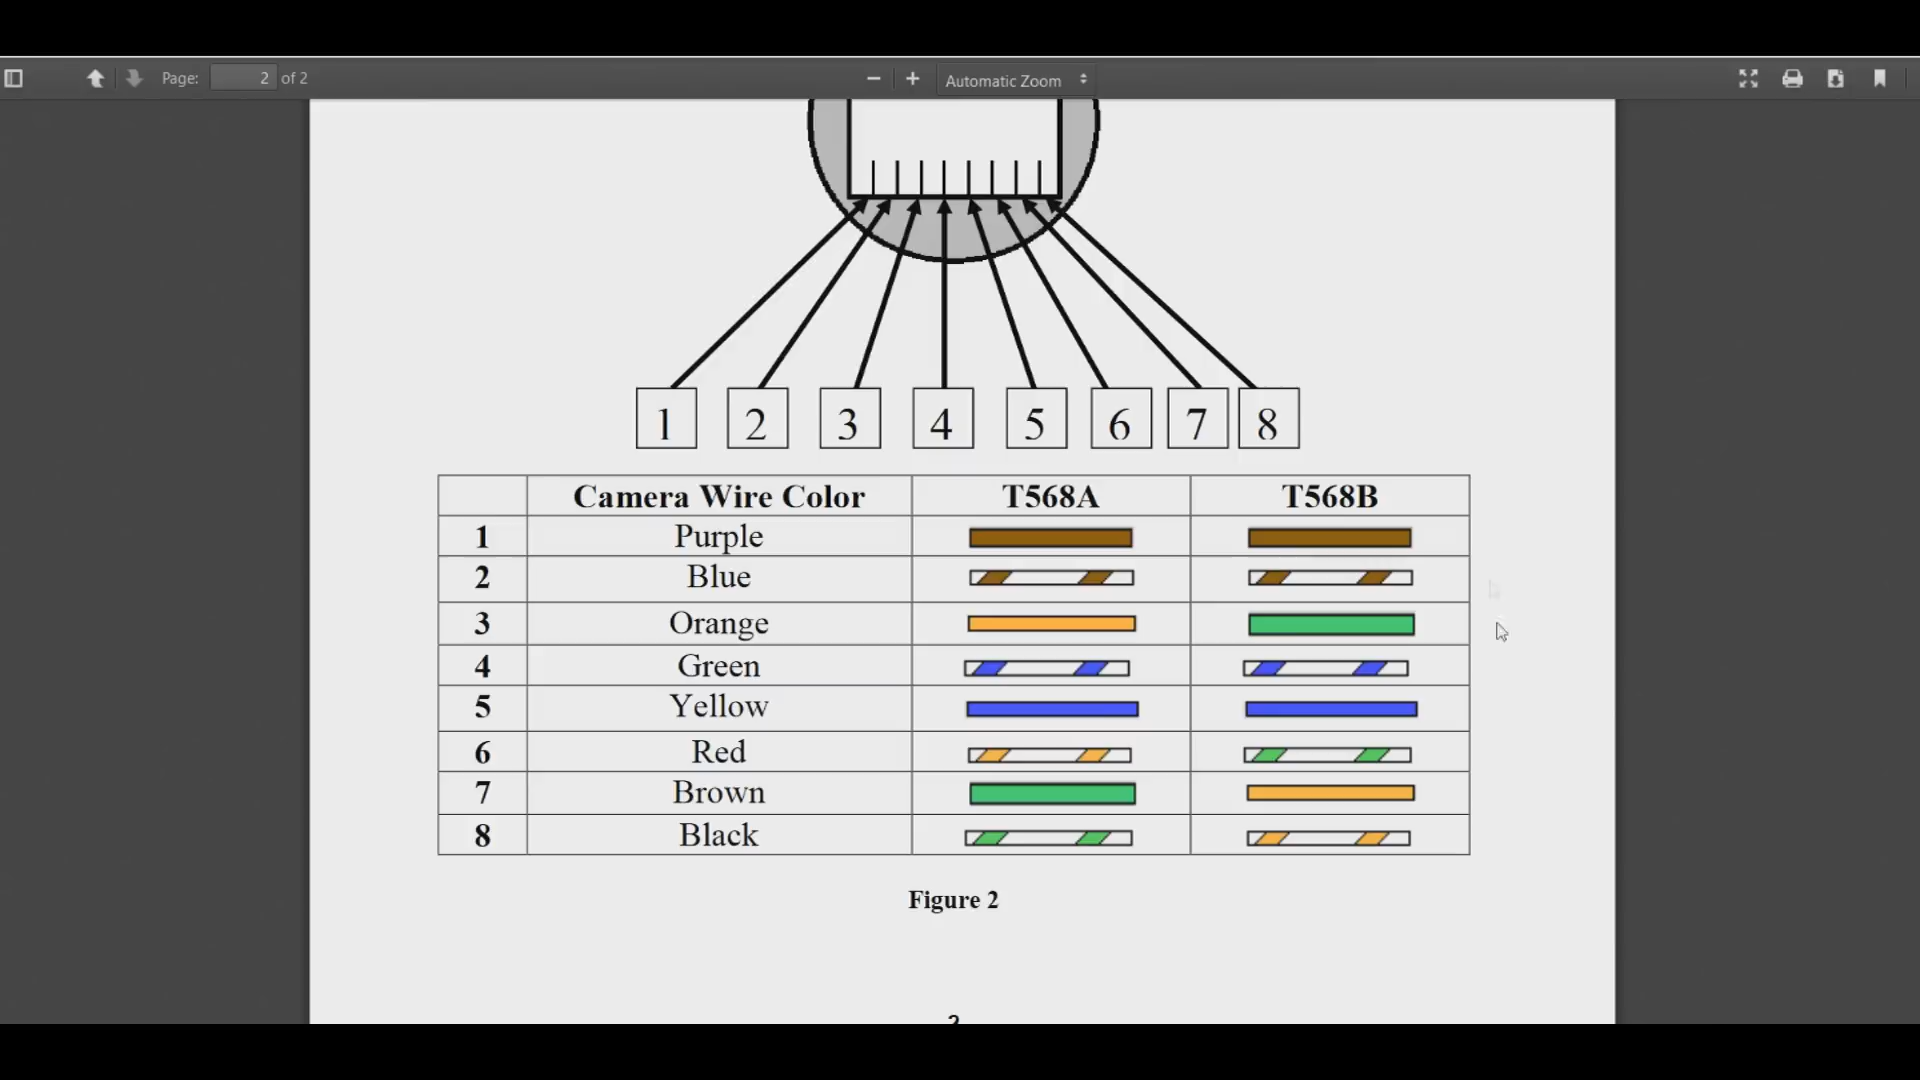 Page: 2 of 2
Automatic Zoom
1 2 3 4 5 6 7 8
Camera Wire Color T568A T568B
1 Purple
2 Blue
3 Orange
4 Green
5 Yellow
6 Red
7 Brown
8 Black
Figure 2